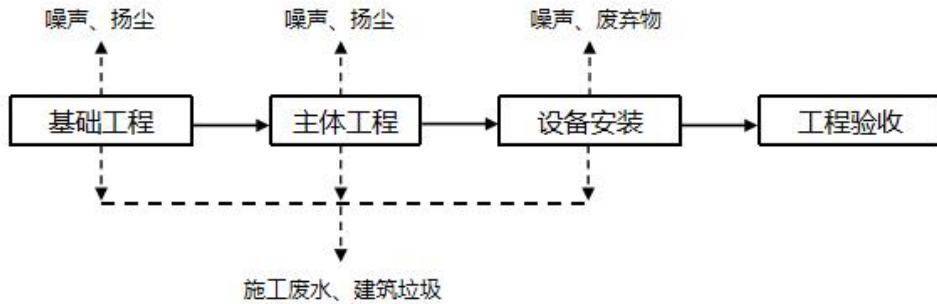 噪声、扬尘
噪声、扬尘
噪声、废弃物
基础工程
主体工程
设备安装
工程验收
施工废水、建筑垃圾